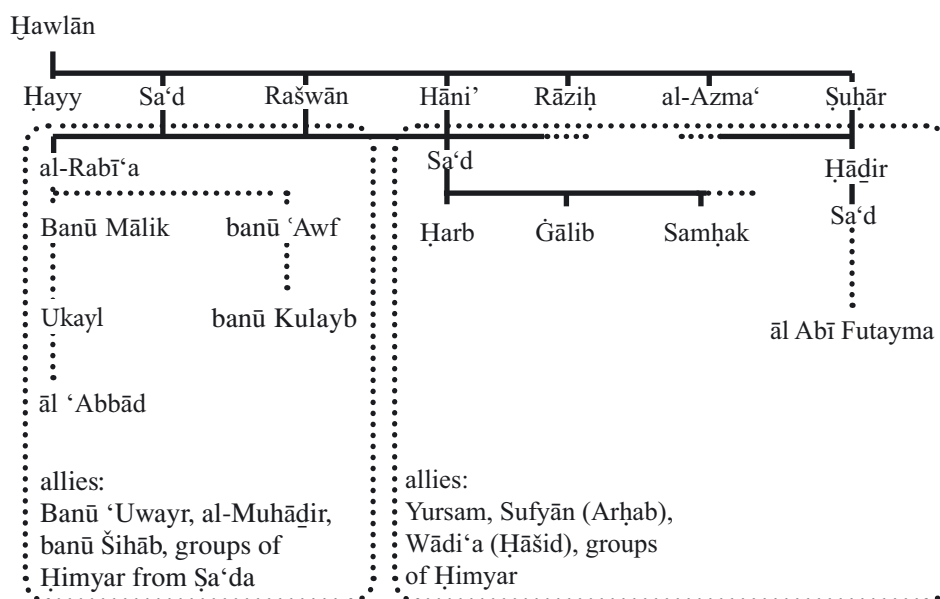 Ḫawlān
Ḥayy Sa‘d Rašwān Hāni’ Rāziḥ al-Azma‘ Ṣuḥār
al-Rabī‘a Sa‘d Ḥāḍir
Banū Mālik banū ‘Awf Ḥarb Ġālib Samḥak Sa‘d
Ukayl banū Kulayb āl Abī Futayma
āl ‘Abbād
allies:
Banū ‘Uwayr, al-Muhāḏir,
banū Šihāb, groups of
Ḥimyar from Ṣa‘da
allies:
Yursam, Sufyān (Arḥab),
Wādi‘a (Ḥāšid), groups
of Ḥimyar